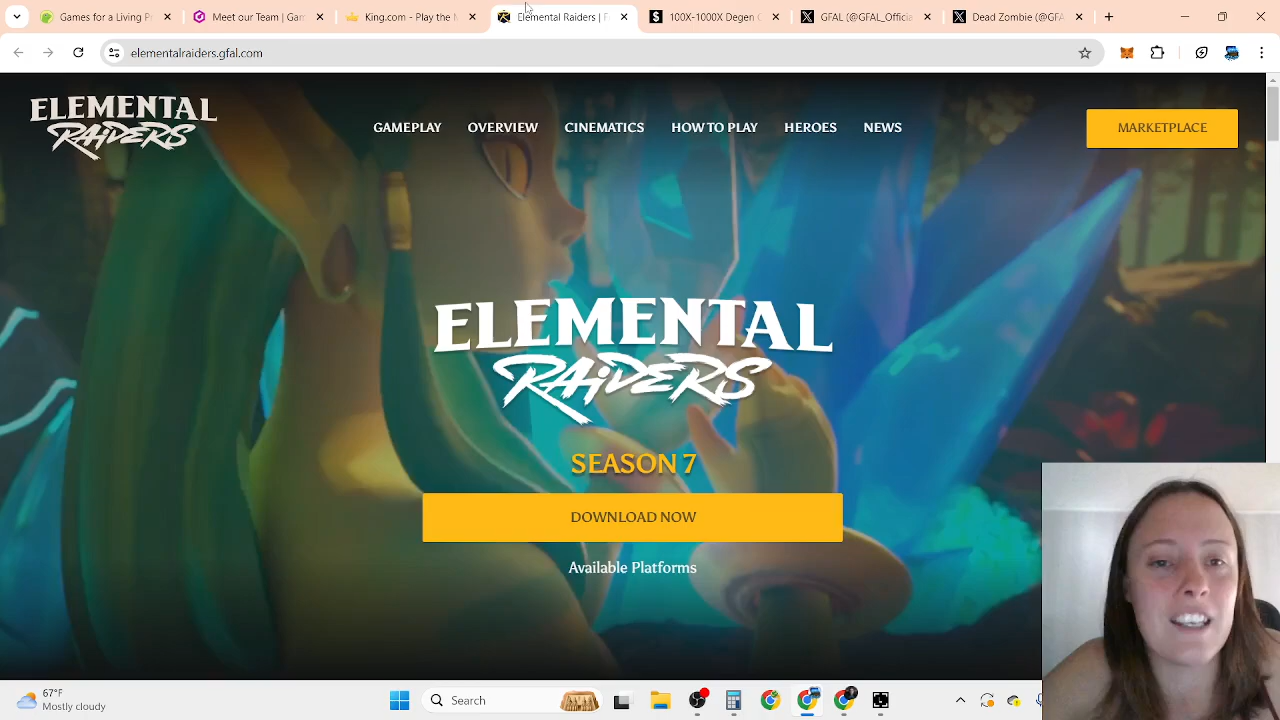 Games for a Living P
Meet our Team | Gam
King.com - Play the M
Elemental Raiders | F
100X-1000X Degen C
GFAL (@GFAL_Officia
Dead Zombie (@GFAL
elementalraiders.gfal.com
ELEMENTAL
RAiDERS
GAMEPLAY
OVERVIEW
CINEMATICS
HOW TO PLAY
HEROES
NEWS
MARKETPLACE
ELEMENTAL
RAiDERS
SEASON 7
DOWNLOAD NOW
Available Platforms
67°F
Mostly cloudy
Search